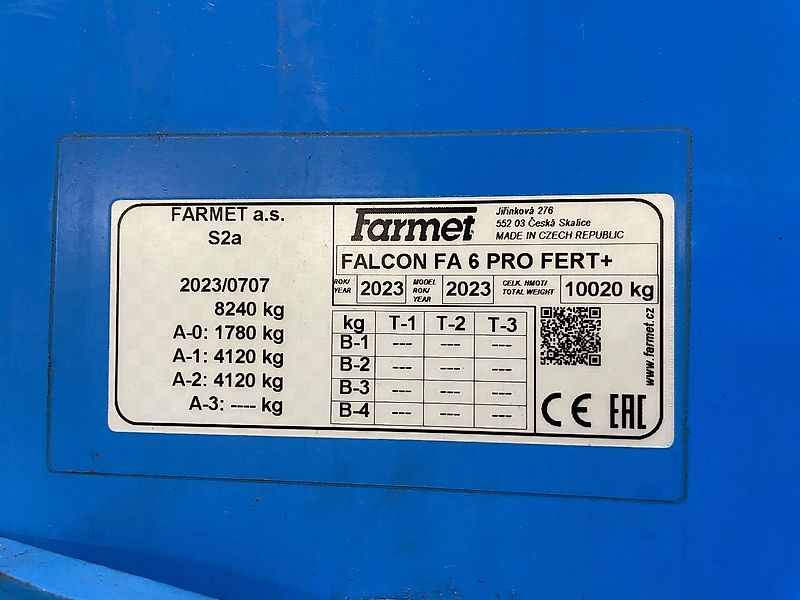 FARMET a.s.
S2a
2023/0707
8240 kg
A-0: 1780 kg
A-1: 4120 kg
A-2: 4120 kg
A-3: ---- kg
Farmet
Jiřinková 276
552 03 Česká Skalice
MADE IN CZECH REPUBLIC
FALCON FA 6 PRO FERT+
ROK/ YEAR 2023 MODEL ROK/ YEAR 2023 CELK. HMOT/ TOTAL WEIGHT 10020 kg
kg T-1 T-2 T-3
B-1 --- --- ---
B-2 --- --- ---
B-3 --- --- ---
B-4 --- --- ---
www.farmet.cz
CE EAC